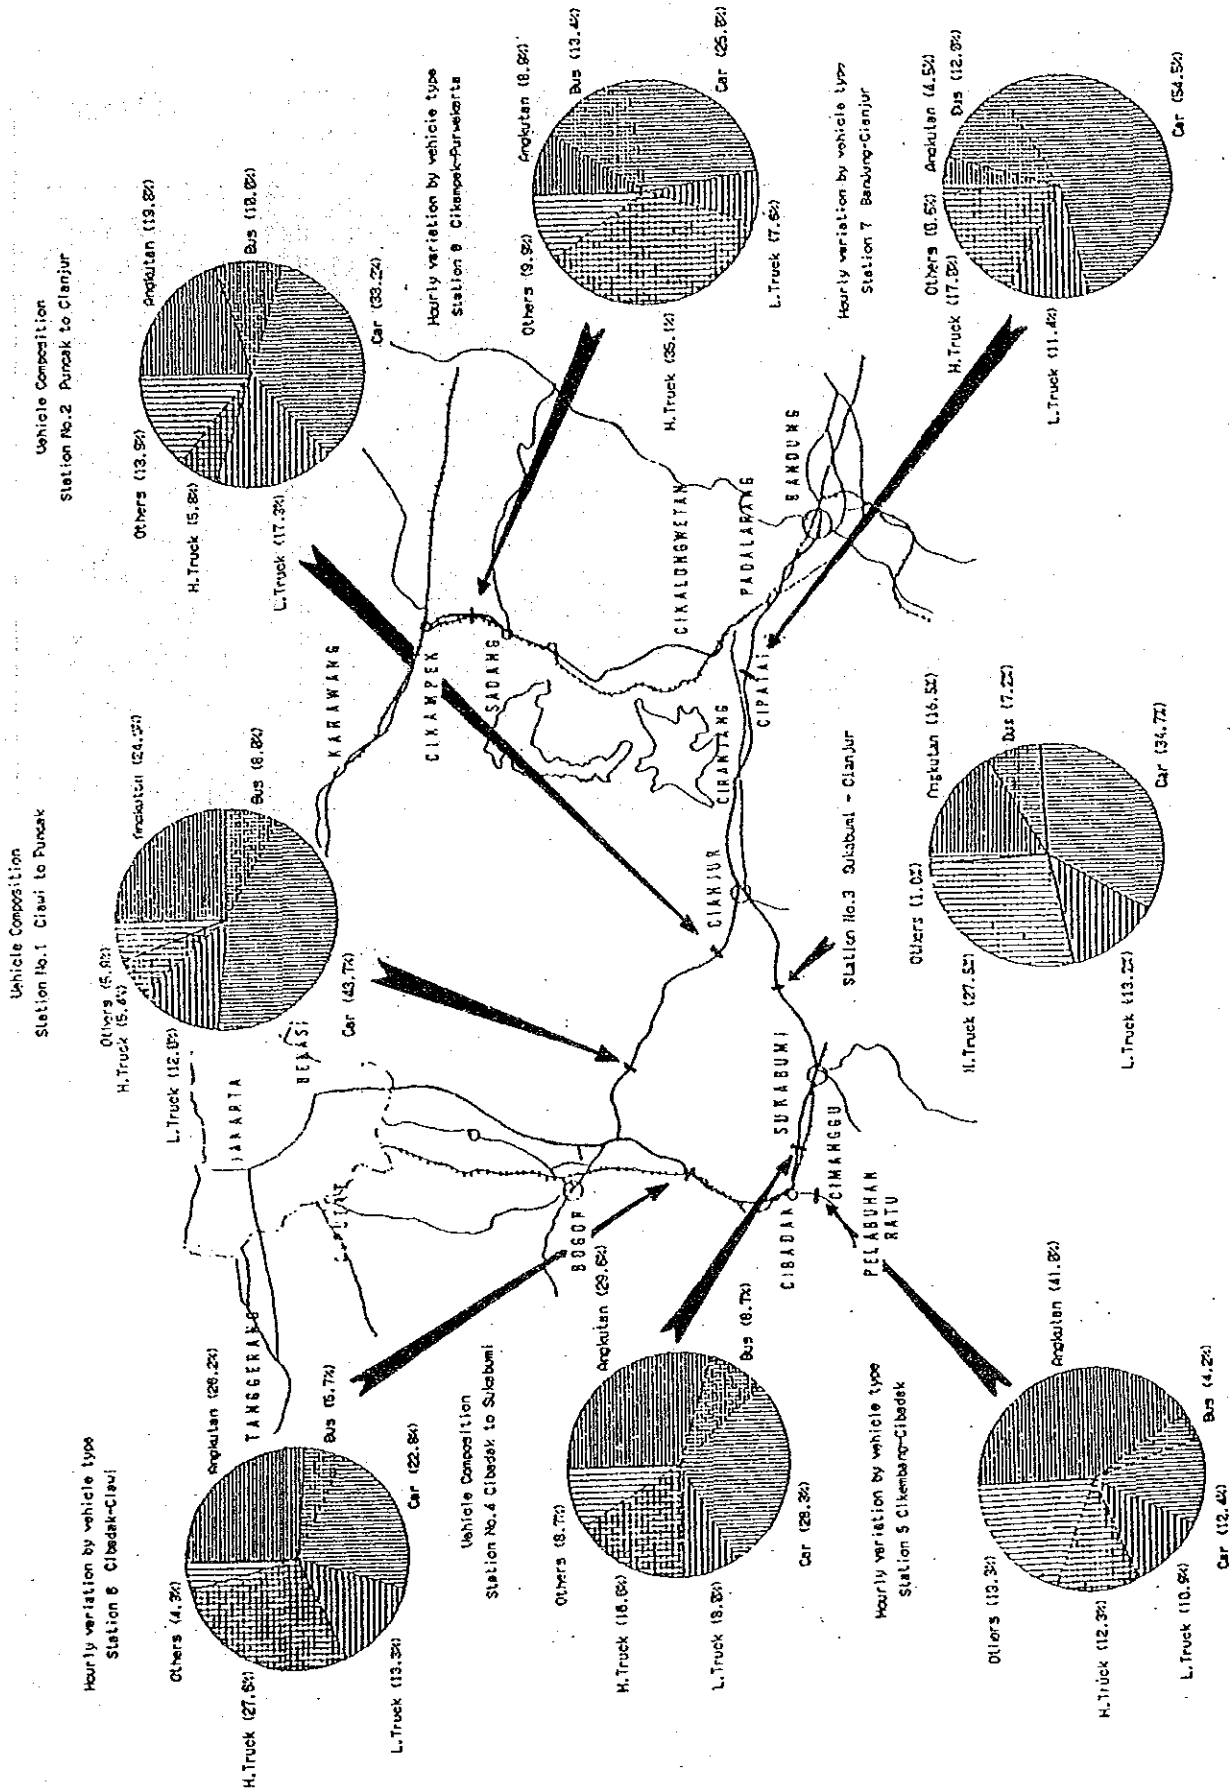 Vehicle Composition
Station No.1 Ciawi to Puncak
Others (5.8%)
H.Truck (5.4%)
L.Truck (12.0%)
Car (43.7%)
Bus (8.8%)
Vehicle Composition
Station No.2 Puncak to Cianjur
Others (13.9%)
Angkutan (19.8%)
H.Truck (5.8%)
Bus (10.0%)
L.Truck (17.3%)
Car (33.2%)
Hourly variation by vehicle type
Station 6 Cibadak-Ciawi
Others (4.3%)
Angkutan (26.2%)
H.Truck (27.6%)
Bus (5.7%)
L.Truck (13.3%)
Car (22.8%)
Hourly variation by vehicle type
Station 8 Cikampek-Purwakarta
Others (9.9%)
Angkutan (8.9%)
Bus (13.4%)
H.Truck (35.1%)
L.Truck (7.6%)
Car (25.0%)
TANGGERANG
JAKARTA
BEKASI
KARAWANG
CIKAMPEK
SADANG
CIKALONGWETAN
PADALARANG
BANDUNG
CIPATAT
CIRANJANG
CIANJUR
BOGOR
SUKABUMI
CIBADAK
CIMANGGU
PELABUHAN
RATU
Vehicle Composition
Station No.4 Cibadak to Sukabumi
Others (8.7%)
Angkutan (29.6%)
H.Truck (16.6%)
Bus (8.7%)
L.Truck (8.0%)
Car (28.3%)
Station No.3 Sukabumi - Cianjur
Others (1.0%)
Angkutan (16.5%)
H.Truck (27.5%)
Bus (7.2%)
L.Truck (13.2%)
Car (34.7%)
Hourly variation by vehicle type
Station 7 Bandung-Cianjur
Others (0.6%)
Angkutan (4.5%)
H.Truck (17.0%)
Bus (12.0%)
L.Truck (11.4%)
Car (54.5%)
Hourly variation by vehicle type
Station 5 Cikembang-Cibadak
Others (13.3%)
Angkutan (41.8%)
H.Truck (12.3%)
Bus (4.2%)
L.Truck (10.9%)
Car (12.4%)